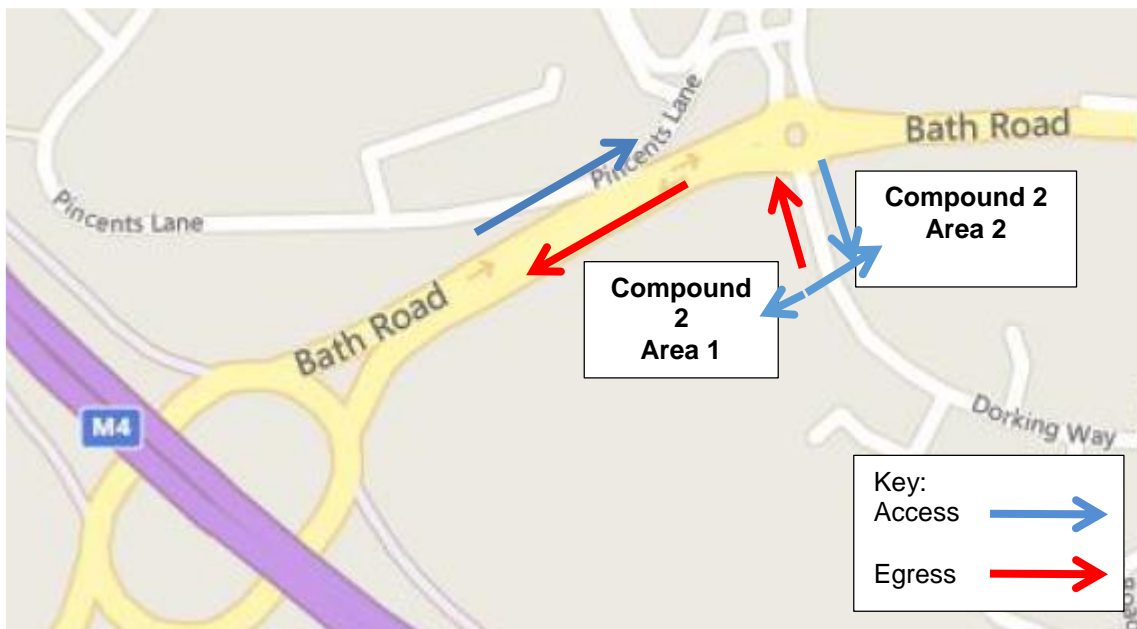 Pincents Lane
Bath Road
Pincents Lane
Compound 2
Area 2
Compound
2
Area 1
Bath Road
M4
Dorking Way
Key:
Access
Egress